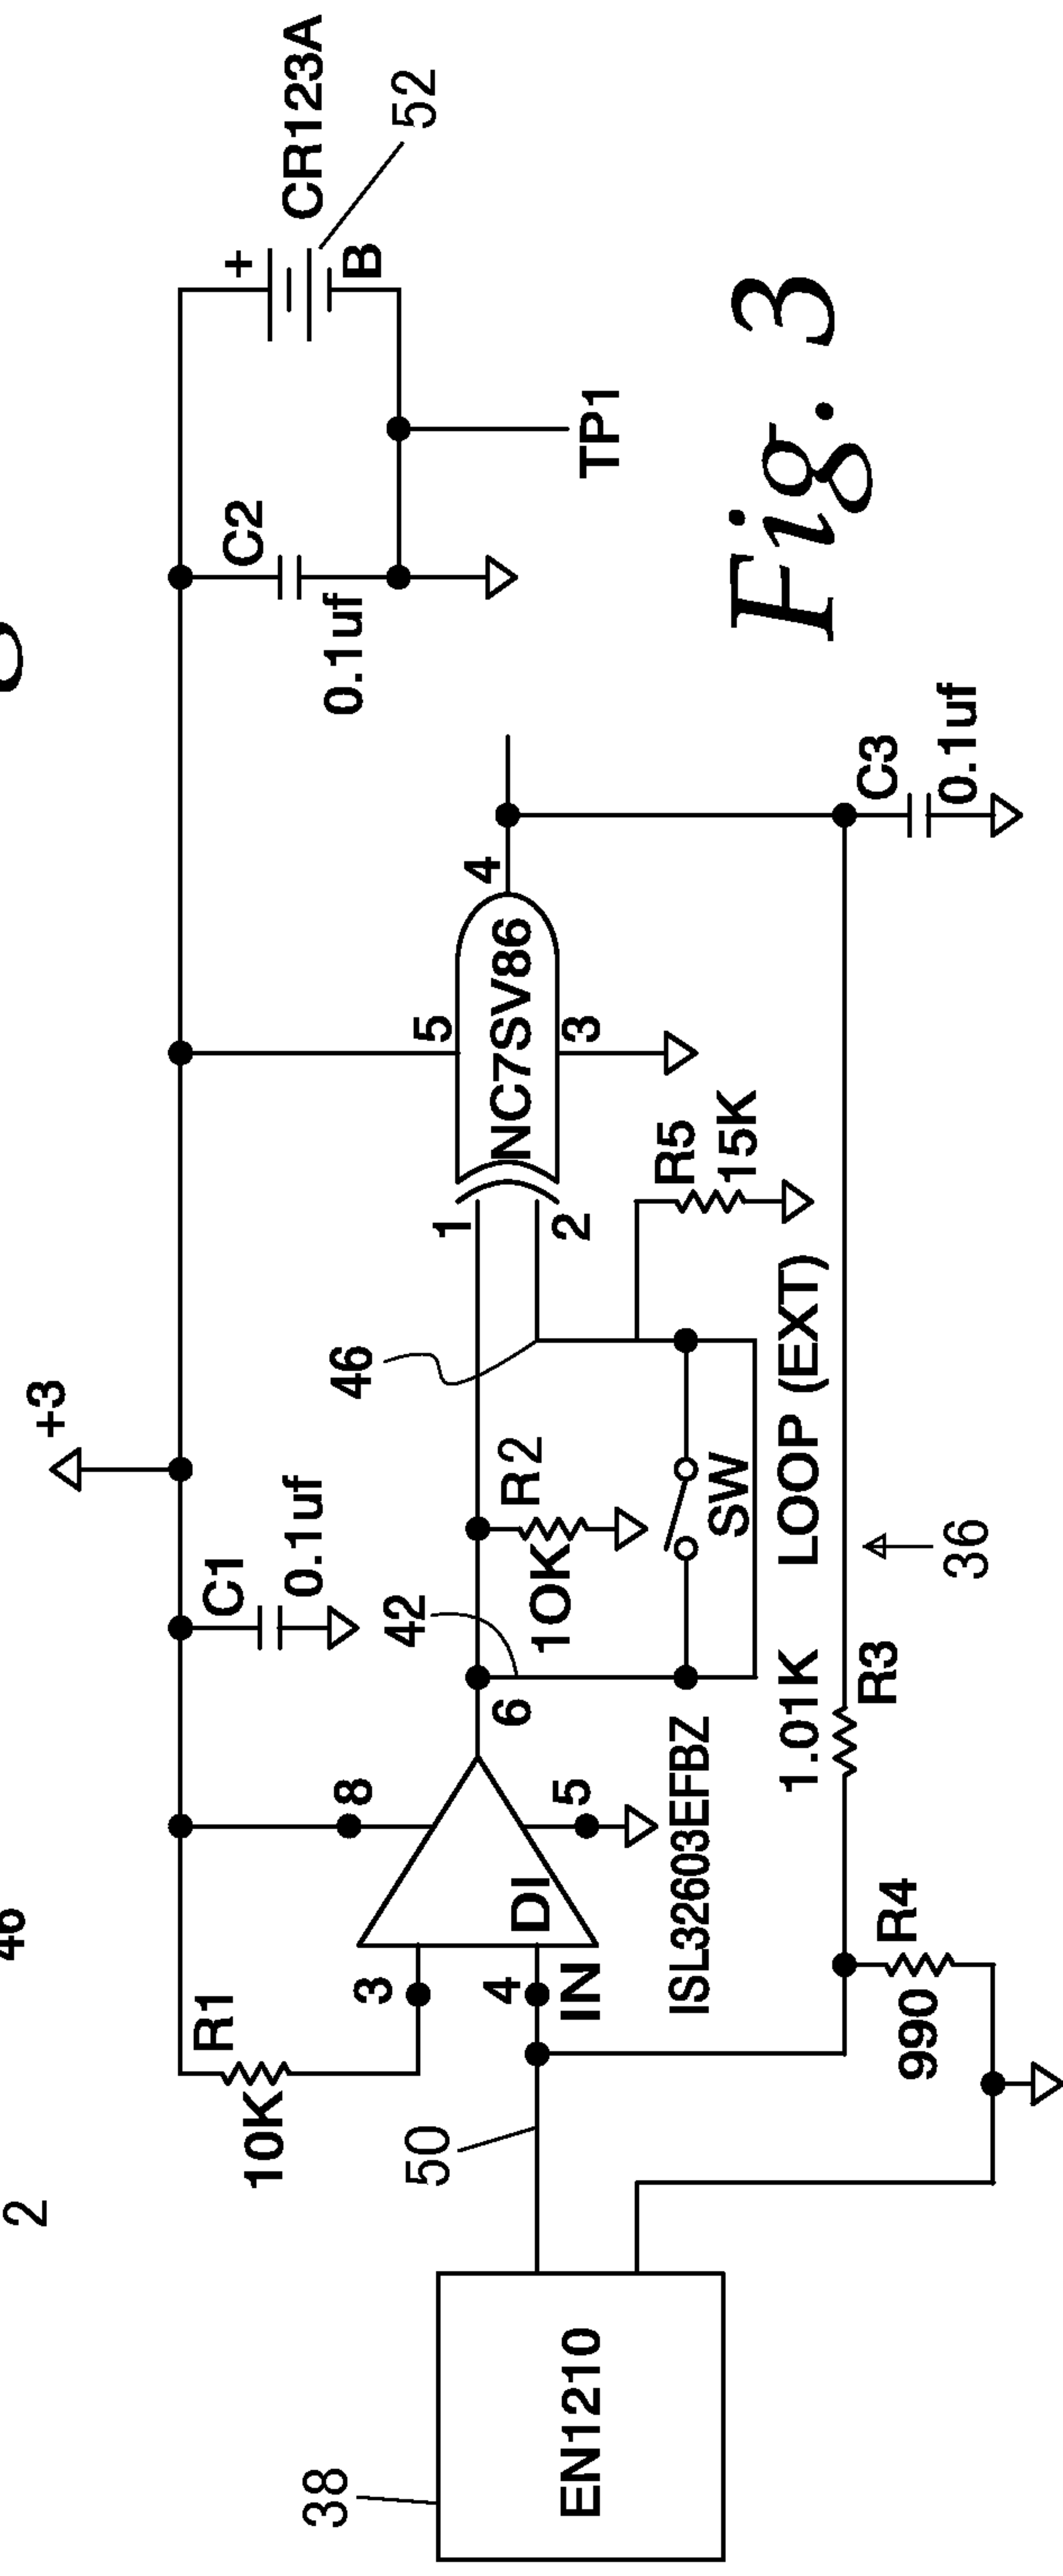 2
46
+3
R1
10K
C1
0.1uf
C2
0.1uf
+
CR123A
B
52
TP1
8
3
4
IN
DI
5
ISL32603EFBZ
6
42
R2
10K
46
SW
1
2
5
NC7SV86
3
4
R5
15K
38
EN1210
50
990
R4
1.01K
R3
LOOP (EXT)
36
C3
0.1uf
Fig. 3